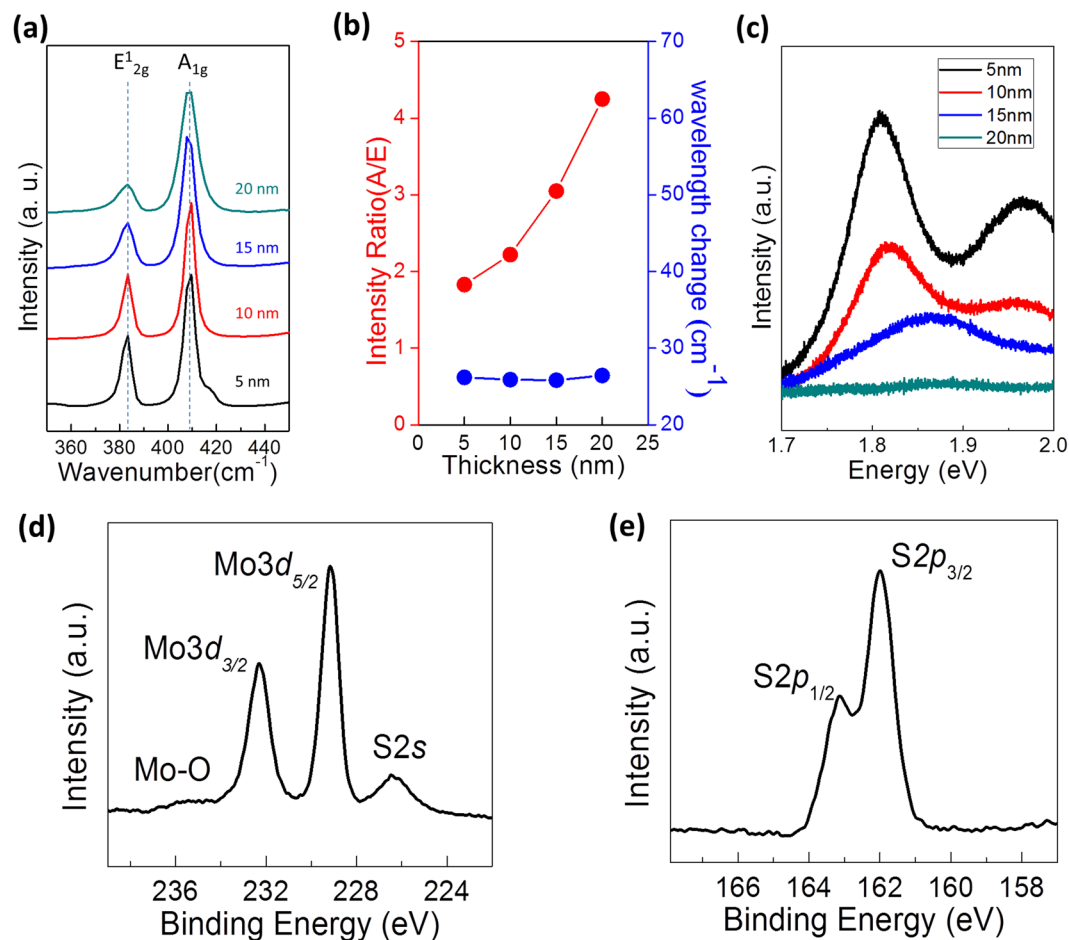 (a)
E¹₂g A₁g
20 nm
15 nm
10 nm
5 nm
Intensity (a. u.)
360 380 400 420 440
Wavenumber(cm⁻¹)
(b)
5
4
3
2
1
0
Intensity Ratio(A/E)
70
60
50
40
30
20
wavelength change (cm⁻¹)
0 5 10 15 20 25
Thickness (nm)
(c)
5nm
10nm
15nm
20nm
Intensity (a.u.)
1.7 1.8 1.9 2.0
Energy (eV)
(d)
Mo3d₅/₂
Mo3d₃/₂
S2s
Mo-O
Intensity (a.u.)
236 232 228 224
Binding Energy (eV)
(e)
S2p₃/₂
S2p₁/₂
Intensity (a.u.)
166 164 162 160 158
Binding Energy (eV)